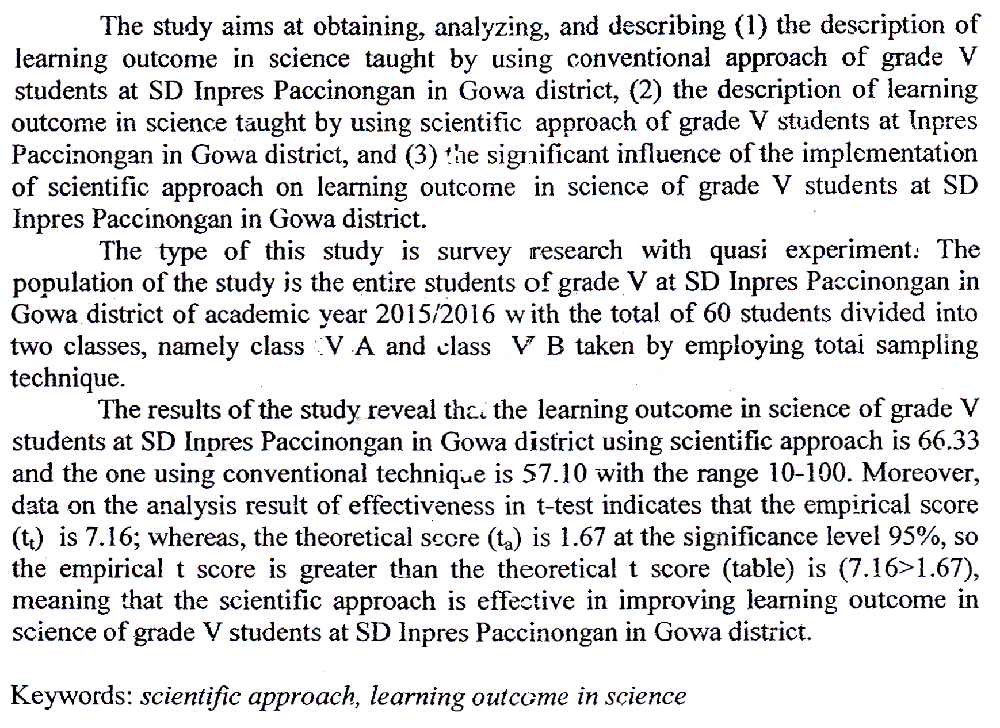 The study aims at obtaining, analyzing, and describing (1) the description of
learning outcome in science taught by using conventional approach of grade V
students at SD Inpres Paccinongan in Gowa district, (2) the description of learning
outcome in science taught by using scientific approach of grade V students at Inpres
Paccinongan in Gowa district, and (3) the significant influence of the implementation
of scientific approach on learning outcome in science of grade V students at SD
Inpres Paccinongan in Gowa district.
The type of this study is survey research with quasi experiment. The
population of the study is the entire students of grade V at SD Inpres Paccinongan in
Gowa district of academic year 2015/2016 with the total of 60 students divided into
two classes, namely class V A and class V B taken by employing total sampling
technique.
The results of the study reveal that the learning outcome in science of grade V
students at SD Inpres Paccinongan in Gowa district using scientific approach is 66.33
and the one using conventional technique is 57.10 with the range 10-100. Moreover,
data on the analysis result of effectiveness in t-test indicates that the empirical score
(tt) is 7.16; whereas, the theoretical score (ta) is 1.67 at the significance level 95%, so
the empirical t score is greater than the theoretical t score (table) is (7.16>1.67),
meaning that the scientific approach is effective in improving learning outcome in
science of grade V students at SD Inpres Paccinongan in Gowa district.
Keywords: scientific approach, learning outcome in science